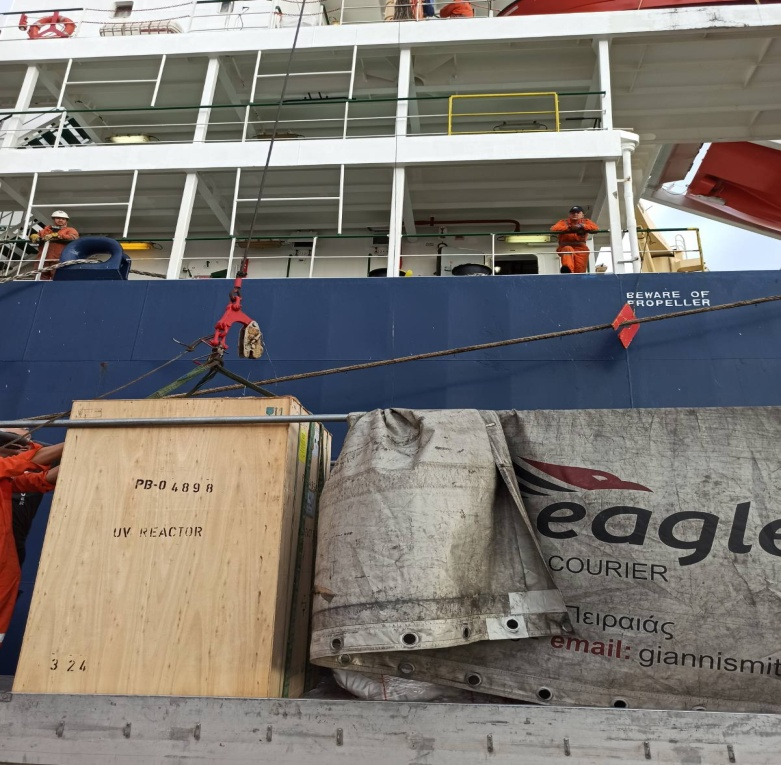 BEWARE OF
PROPELLER
PB-04898
UV REACTOR
324
eagle
COURIER
Πειραιάς
email: giannismit